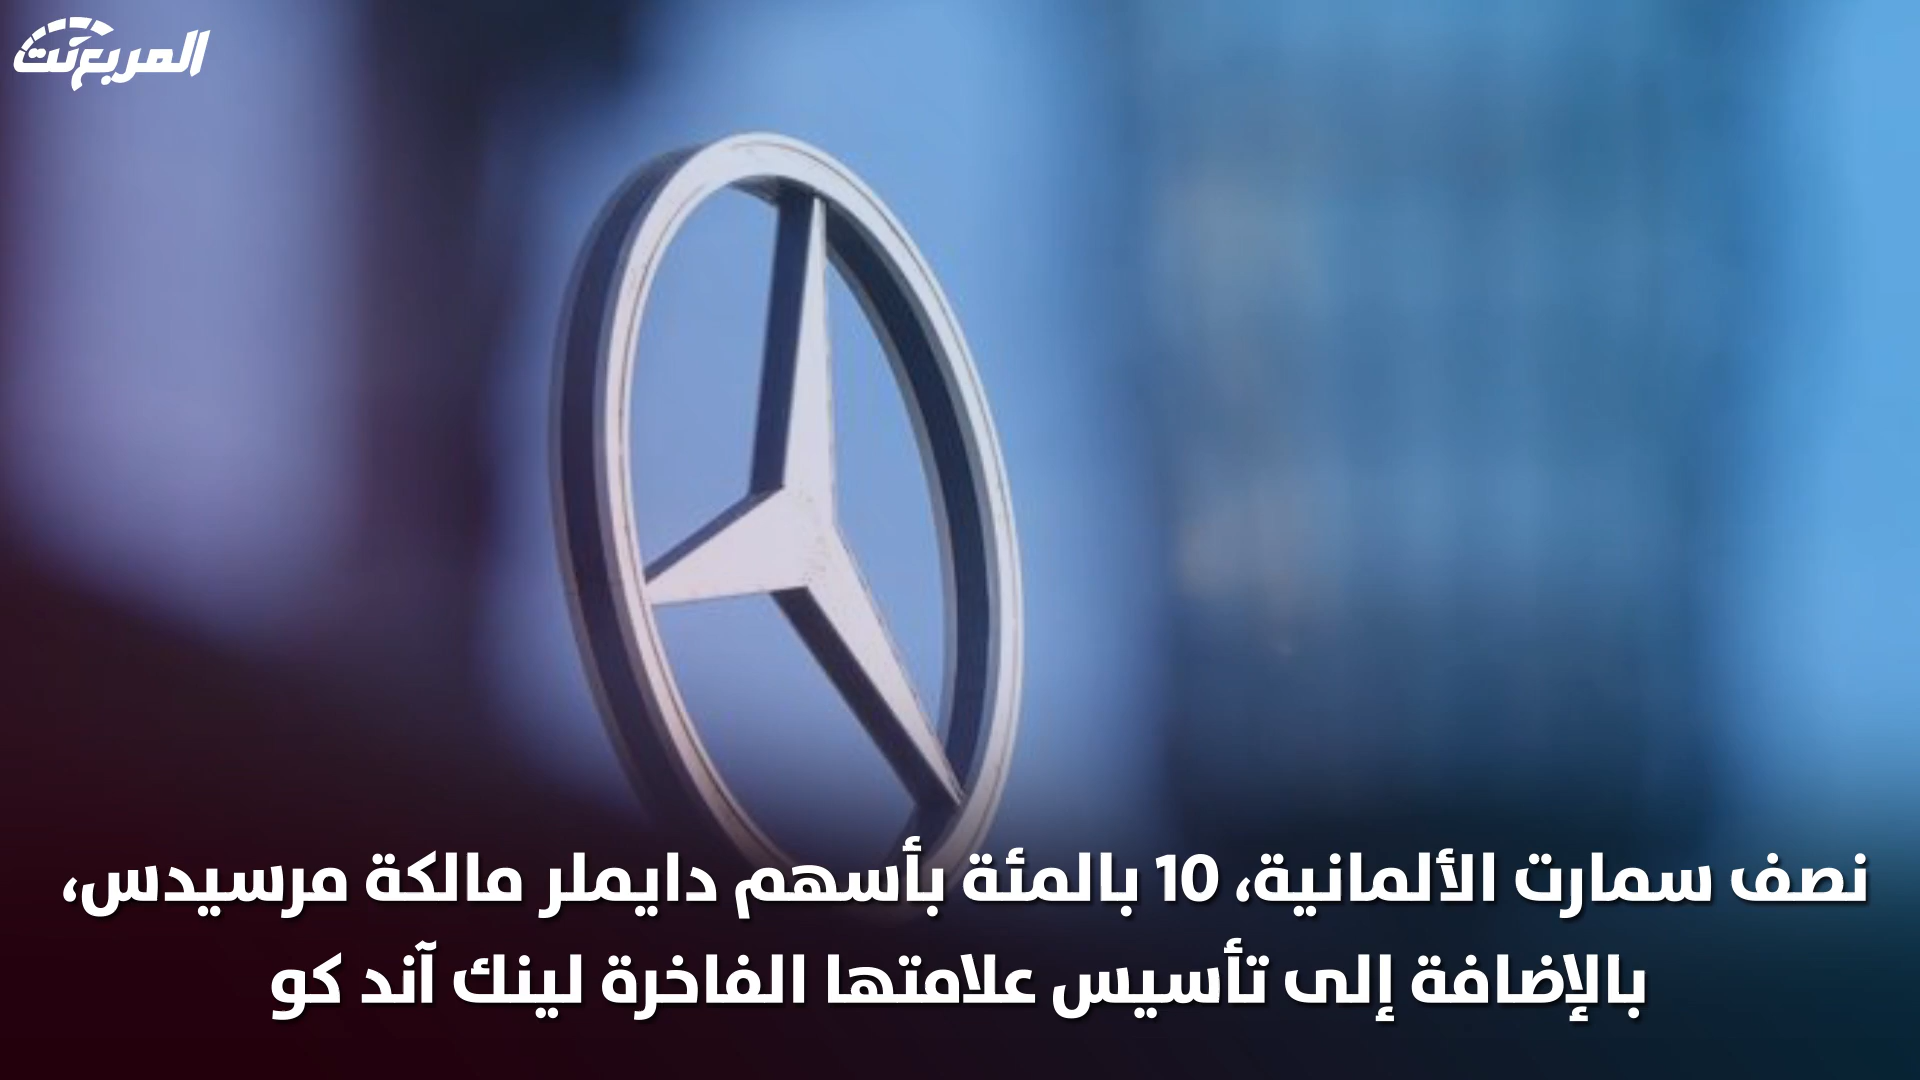 المربع نت
نصف سمارت الألمانية، 10 بالمئة بأسهم دايملر مالكة مرسيدس،
بالإضافة إلى تأسيس علامتها الفاخرة لينك آند كو